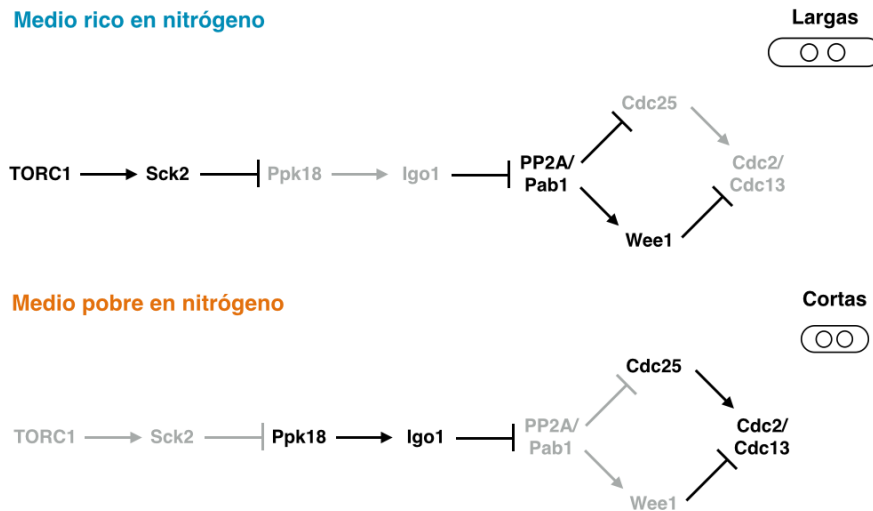 Medio rico en nitrógeno
Largas
Cdc25
TORC1
Sck2
Ppk18
Igo1
PP2A/
Pab1
Cdc2/
Cdc13
Wee1
Medio pobre en nitrógeno
Cortas
Cdc25
TORC1
Sck2
Ppk18
Igo1
PP2A/
Pab1
Cdc2/
Cdc13
Wee1